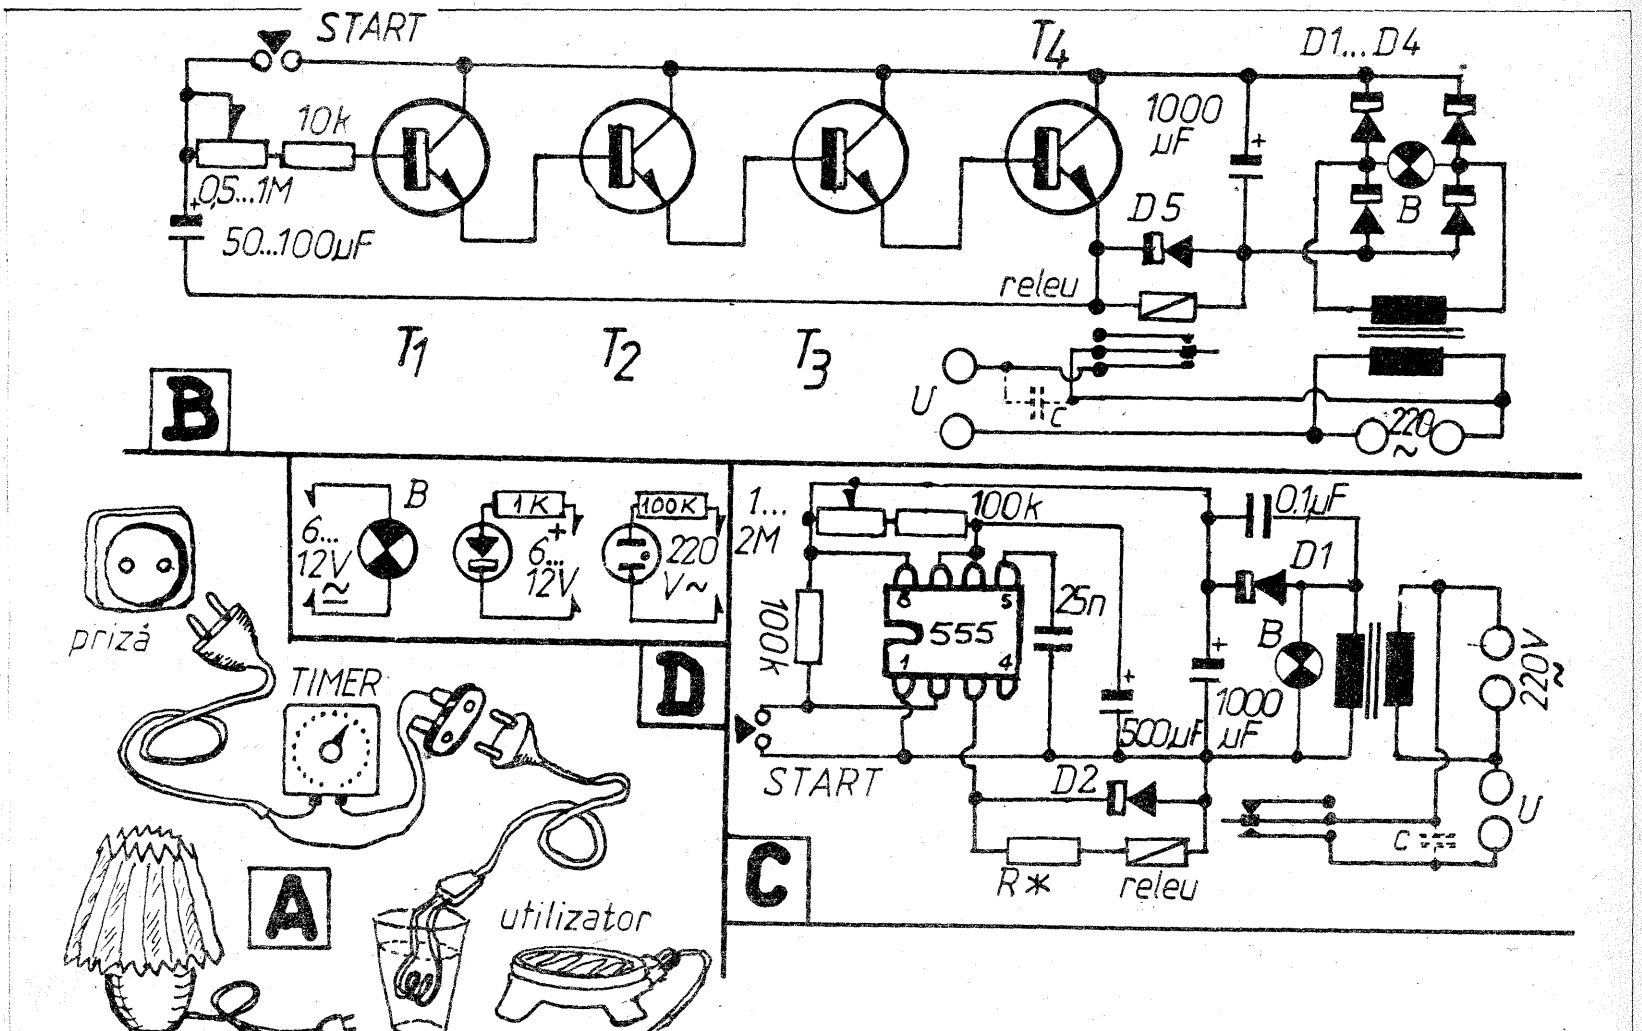 START
T4
D1...D4
10k
1000
µF
0,5...1M
+
+
D5
B
50...100µF
releu
T1
T2
T3
U
c
220
~
B
B
1K
100K
6...
12V
≂
+
6...
12V
220
V~
1...
2M
100k
0.1µF
D1
8
5
25n
555
100k
1
4
+
+
B
500µF
1000
µF
220V
~
START
D2
R*
releu
c
U
C
D
priză
TIMER
A
utilizator